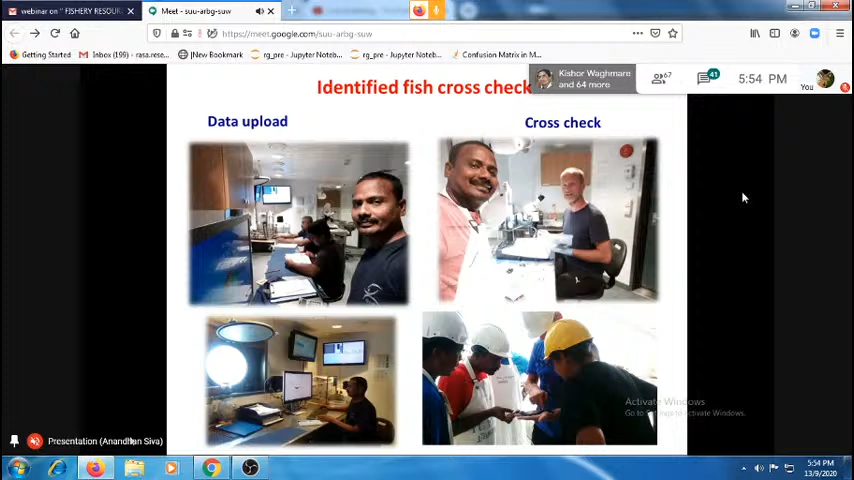 webinar on " FISHERY RESOUR
Meet - suu-arbg-suw
https://meet.google.com/suu-arbg-suw
Getting Started
Inbox (199) - rasa.rese...
New Bookmark
rg_pre - Jupyter Noteb...
rg_pre - Jupyter Noteb...
Confusion Matrix in M...
Identified fish cross check
Kishor Waghmare
and 64 more
67
41
5:54 PM
You
Data upload
Cross check
Activate Windows
Go to Settings to activate Windows.
Presentation (Anandhan Siva)
5:54 PM
13/9/2020